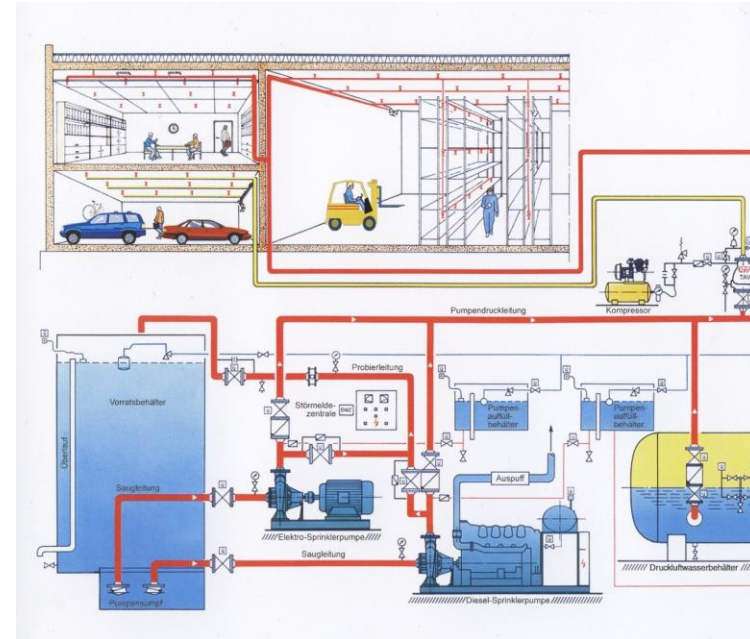 Kompressor
Pumpendruckleitung
Probierleitung
Störmelde-
zentrale
Vorratsbehälter
Überlauf
Pumpen-
auffüll-
behälter
Pumpen-
auffüll-
behälter
Saugleitung
Auspuff
Elektro-Sprinklerpumpe
Saugleitung
Druckluftwasserbehälter
Pumpensumpf
Diesel-Sprinklerpumpe